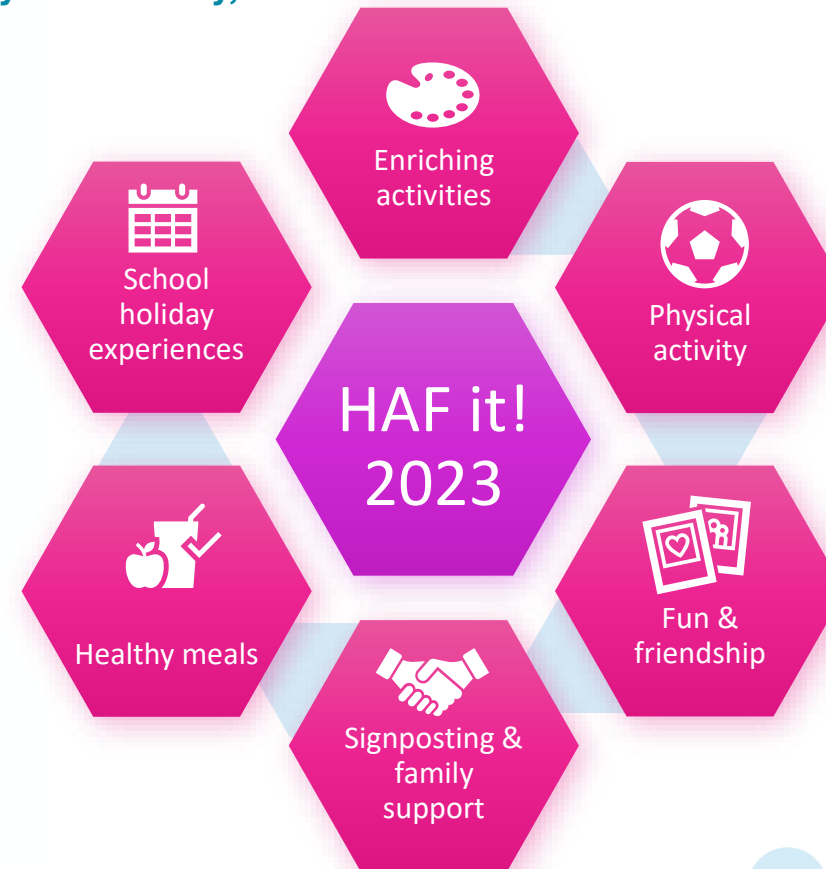 Enriching
activities
School
holiday
experiences
Physical
activity
HAF it!
2023
Healthy meals
Fun &
friendship
Signposting &
family
support